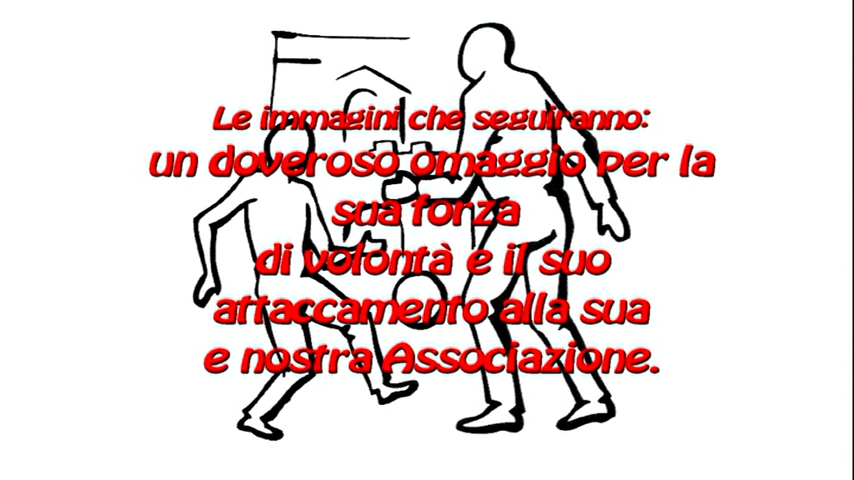 Le immagini che seguiranno:
un doveroso omaggio per la
sua forza
di volontà e il suo
attaccamento alla sua
e nostra Associazione.